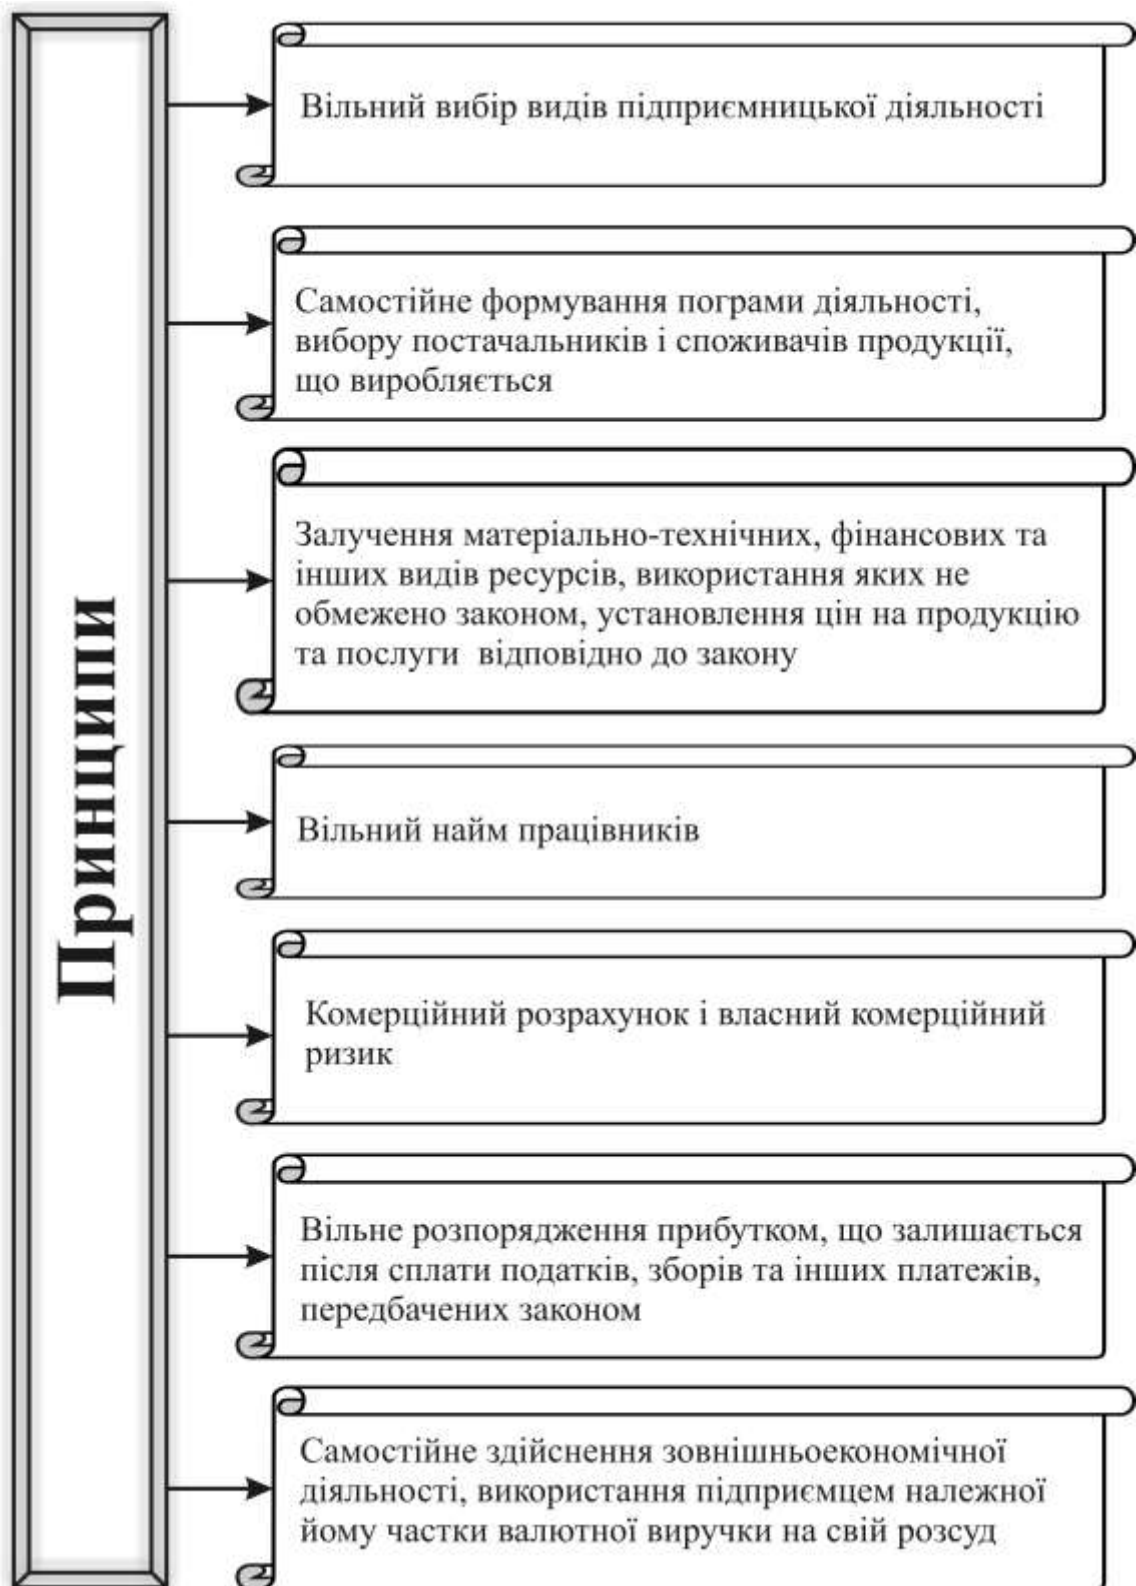 Принципи
Вільний вибір видів підприємницької діяльності
Самостійне формування пограми діяльності,
вибору постачальників і споживачів продукції,
що виробляється
Залучення матеріально-технічних, фінансових та
інших видів ресурсів, використання яких не
обмежено законом, установлення цін на продукцію
та послуги відповідно до закону
Вільний найм працівників
Комерційний розрахунок і власний комерційний
ризик
Вільне розпорядження прибутком, що залишається
після сплати податків, зборів та інших платежів,
передбачених законом
Самостійне здійснення зовнішньоекономічної
діяльності, використання підприємцем належної
йому частки валютної виручки на свій розсуд